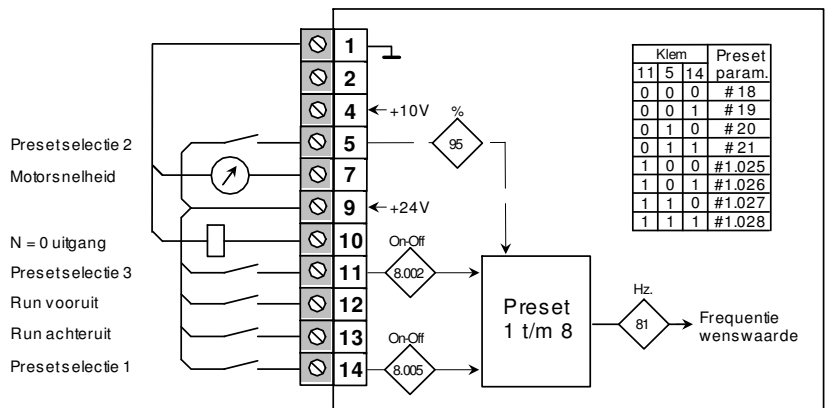 1
2
4
+10V
%
Presetselectie 2
5
95
Motorsnelheid
7
9
+24V
N = 0 uitgang
10
On-Off
Presetselectie 3
11
8.002
Run vooruit
12
Run achteruit
13
On-Off
Presetselectie 1
14
8.005
Preset
1 t/m 8
Hz.
81
Frequentie
wenswaarde
Klem Preset
11 5 14 param.
0 0 0 # 18
0 0 1 # 19
0 1 0 # 20
0 1 1 # 21
1 0 0 #1.025
1 0 1 #1.026
1 1 0 #1.027
1 1 1 #1.028